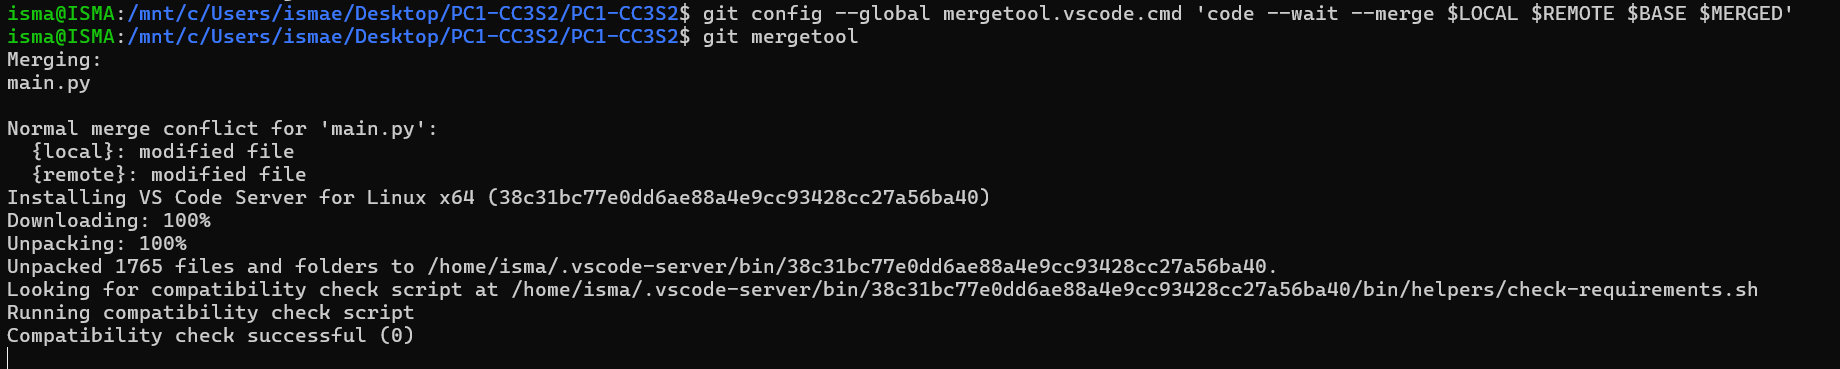 isma@ISMA:/mnt/c/Users/ismae/Desktop/PC1-CC3S2/PC1-CC3S2$ git config --global mergetool.vscode.cmd 'code --wait --merge $LOCAL $REMOTE $BASE $MERGED'
isma@ISMA:/mnt/c/Users/ismae/Desktop/PC1-CC3S2/PC1-CC3S2$ git mergetool
Merging:
main.py
Normal merge conflict for 'main.py':
  {local}: modified file
  {remote}: modified file
Installing VS Code Server for Linux x64 (38c31bc77e0dd6ae88a4e9cc93428cc27a56ba40)
Downloading: 100%
Unpacking: 100%
Unpacked 1765 files and folders to /home/isma/.vscode-server/bin/38c31bc77e0dd6ae88a4e9cc93428cc27a56ba40.
Looking for compatibility check script at /home/isma/.vscode-server/bin/38c31bc77e0dd6ae88a4e9cc93428cc27a56ba40/bin/helpers/check-requirements.sh
Running compatibility check script
Compatibility check successful (0)